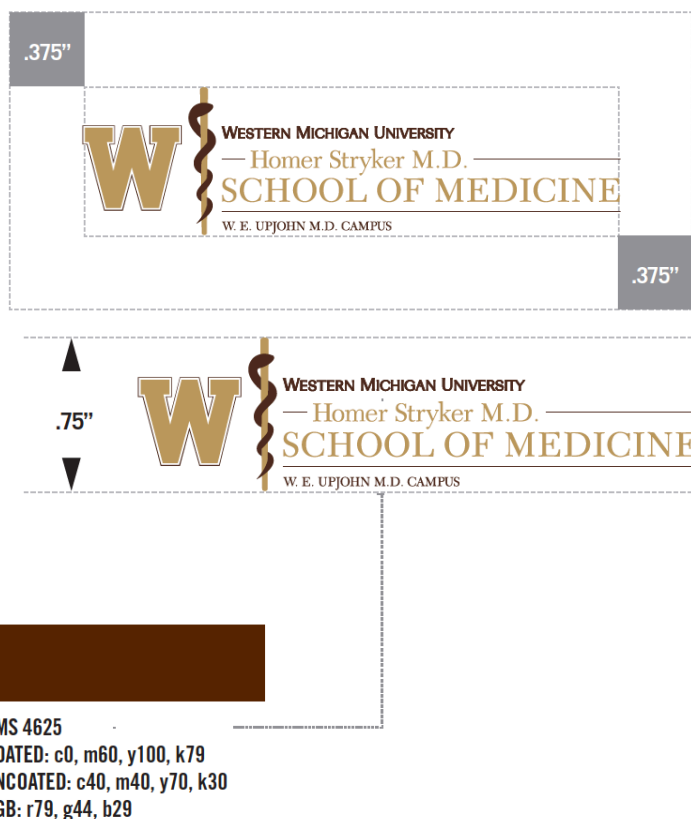 .375”
W
WESTERN MICHIGAN UNIVERSITY
Homer Stryker M.D.
SCHOOL OF MEDICINE
W. E. UPJOHN M.D. CAMPUS
.375”
.75”
W
WESTERN MICHIGAN UNIVERSITY
Homer Stryker M.D.
SCHOOL OF MEDICINE
W. E. UPJOHN M.D. CAMPUS
MS 4625
OATED: c0, m60, y100, k79
NCOATED: c40, m40, y70, k30
GB: r79, g44, b29